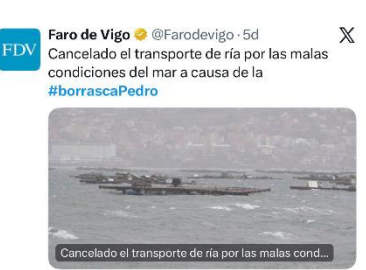 FDV
Faro de Vigo @Farodevigo · 5d
Cancelado el transporte de ría por las malas
condiciones del mar a causa de la
#borrascaPedro
Cancelado el transporte de ría por las malas cond...